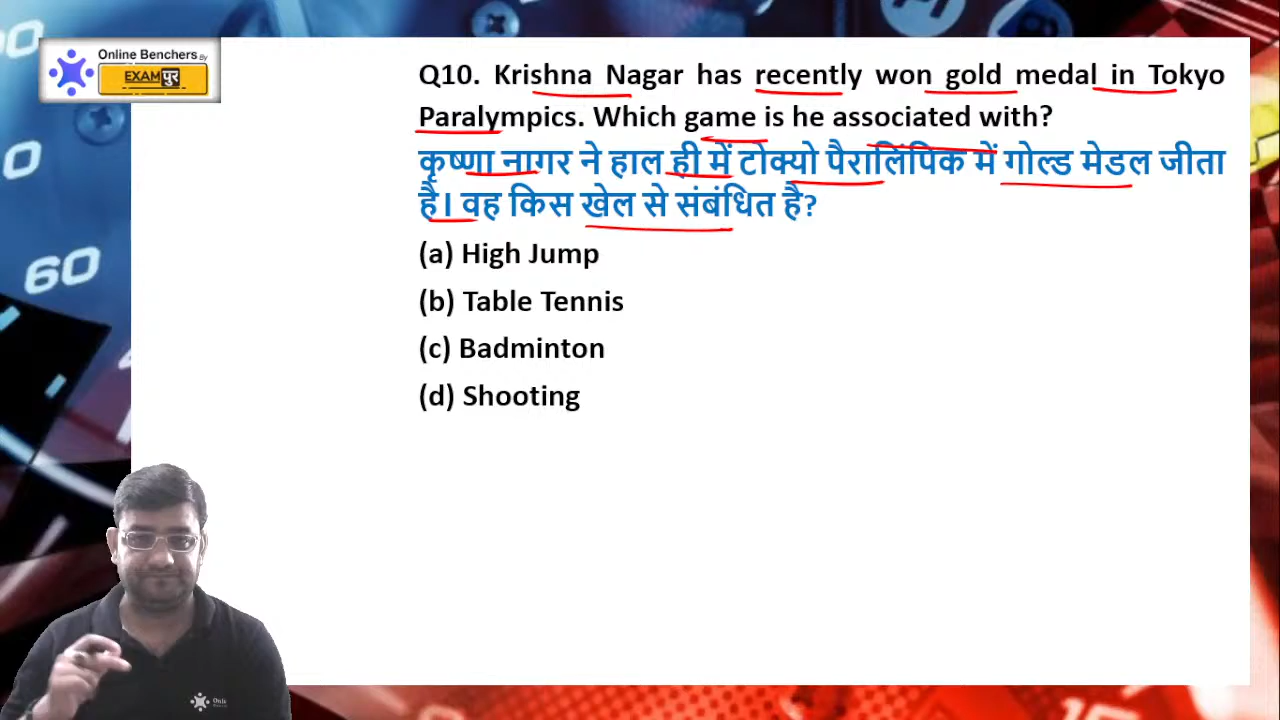 Online Benchers By
EXAMपुर
Q10. Krishna Nagar has recently won gold medal in Tokyo
Paralympics. Which game is he associated with?
कृष्णा नागर ने हाल ही में टोक्यो पैरालिंपिक में गोल्ड मेडल जीता
है। वह किस खेल से संबंधित है?
(a) High Jump
(b) Table Tennis
(c) Badminton
(d) Shooting
60